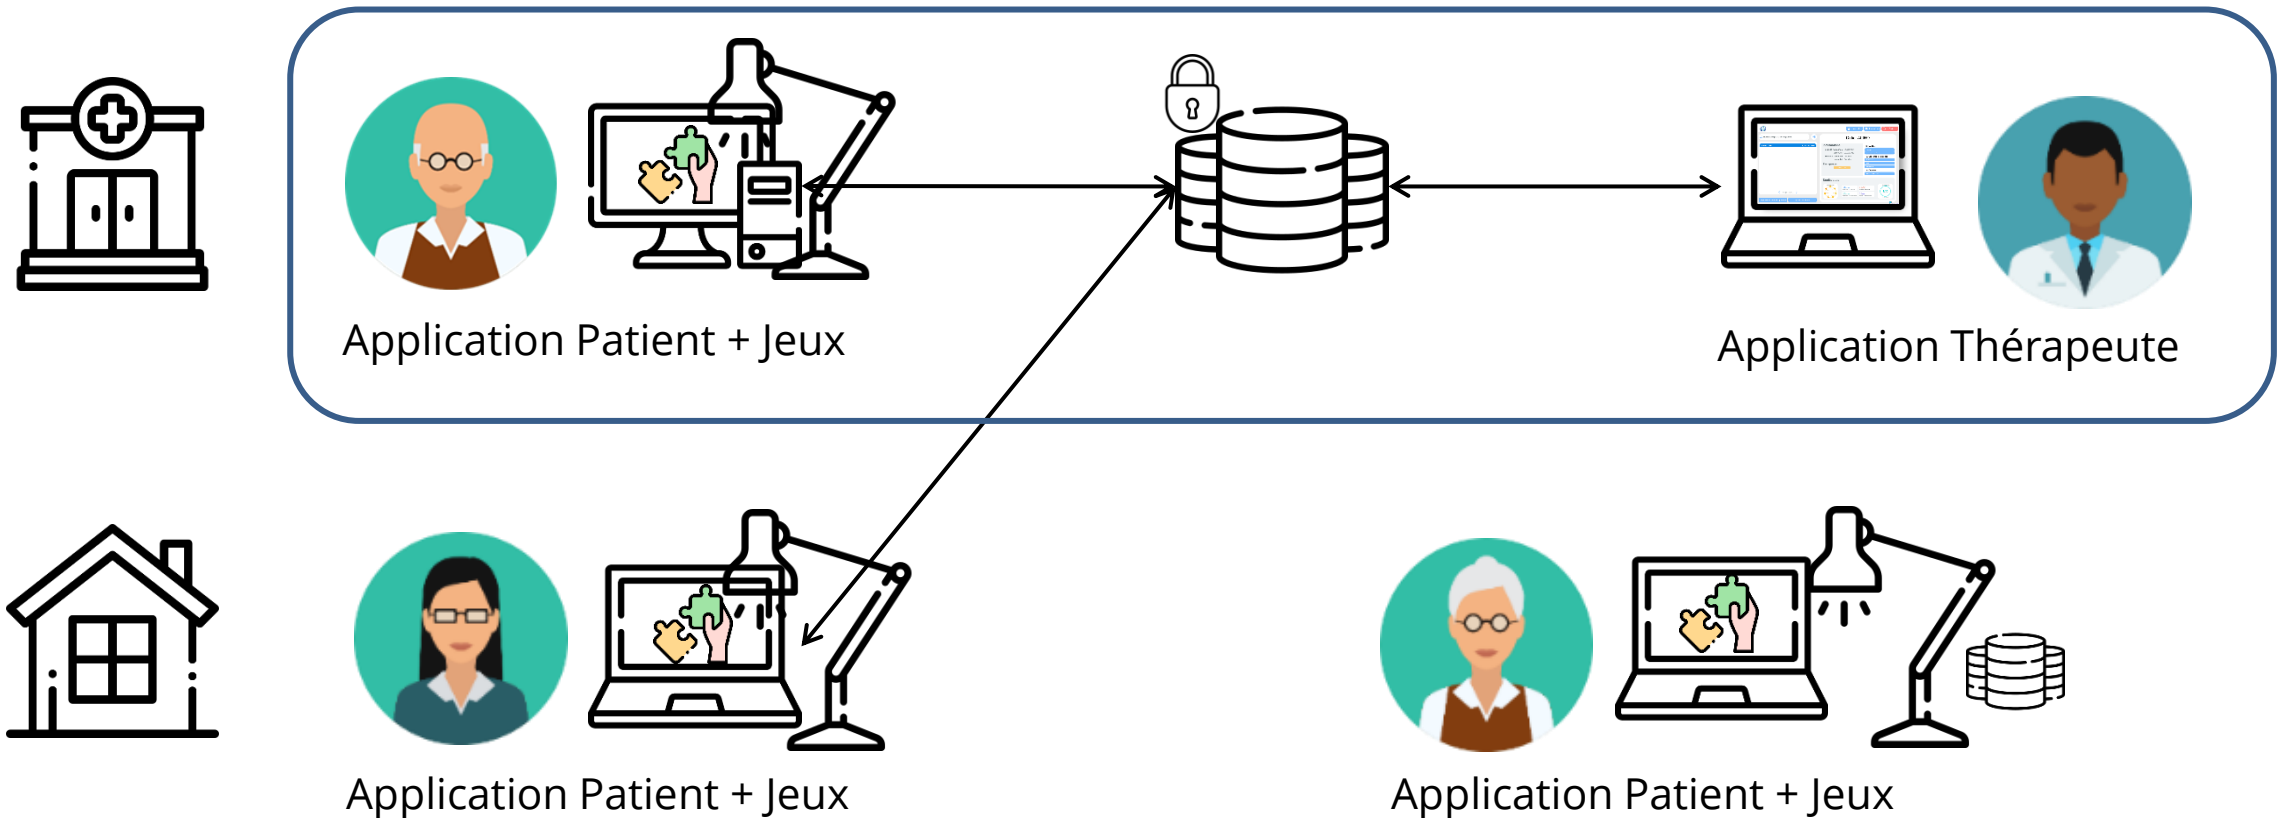 Application Patient + Jeux
Application Thérapeute
Application Patient + Jeux
Application Patient + Jeux